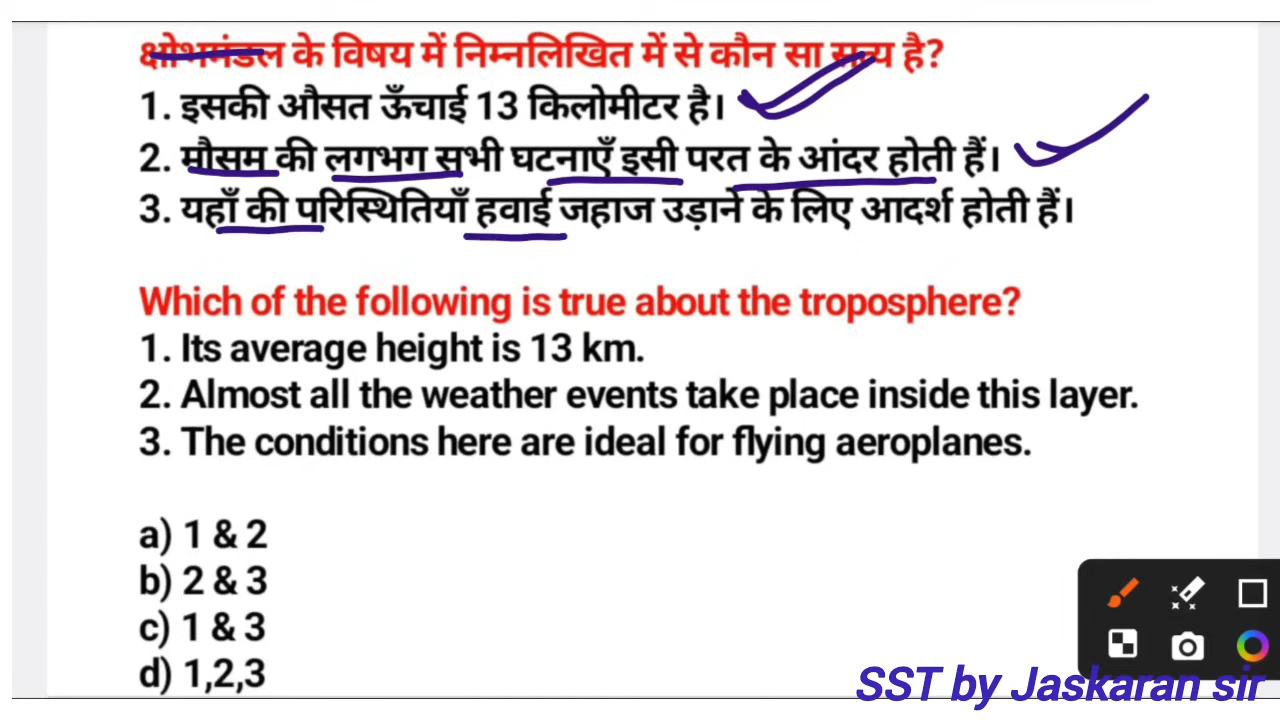 क्षोभमंडल के विषय में निम्नलिखित में से कौन सा सत्य है?
1. इसकी औसत ऊँचाई 13 किलोमीटर है।
2. मौसम की लगभग सभी घटनाएँ इसी परत के आंदर होती हैं।
3. यहाँ की परिस्थितियाँ हवाई जहाज उड़ाने के लिए आदर्श होती हैं।
Which of the following is true about the troposphere?
1. Its average height is 13 km.
2. Almost all the weather events take place inside this layer.
3. The conditions here are ideal for flying aeroplanes.
a) 1 & 2
b) 2 & 3
c) 1 & 3
d) 1,2,3
SST by Jaskaran sir